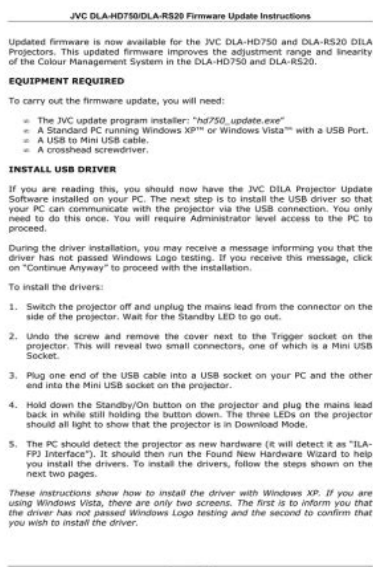 JVC DLA-HD750/DLA-RS20 Firmware Update Instructions
Updated firmware is now available for the JVC DLA-HD750 and DLA-RS20 DILA
Projectors. This updated firmware improves the adjustment range and linearity
of the Colour Management System in the DLA-HD750 and DLA-RS20.
EQUIPMENT REQUIRED
To carry out the firmware update, you will need:
The JVC update program installer: "hd750_update.exe"
A Standard PC running Windows XP™ or Windows Vista™ with a USB Port.
A USB to Mini USB cable.
A crosshead screwdriver.
INSTALL USB DRIVER
If you are reading this, you should now have the JVC DILA Projector Update
Software installed on your PC. The next step is to install the USB driver so that
your PC can communicate with the projector via the USB connection. You only
need to do this once. You will require Administrator level access to the PC to
proceed.
During the driver installation, you may receive a message informing you that the
driver has not passed Windows Logo testing. If you receive this message, click
on "Continue Anyway" to proceed with the installation.
To install the drivers:
1. Switch the projector off and unplug the mains lead from the connector on the
side of the projector. Wait for the Standby LED to go out.
2. Undo the screw and remove the cover next to the Trigger socket on the
projector. This will reveal two small connectors, one of which is a Mini USB
Socket.
3. Plug one end of the USB cable into a USB socket on your PC and the other
end into the Mini USB socket on the projector.
4. Hold down the Standby/On button on the projector and plug the mains lead
back in while still holding the button down. The three LEDs on the projector
should all light to show that the projector is in Download Mode.
5. The PC should detect the projector as new hardware (it will detect it as "ILA-
FPJ Interface"). It should then run the Found New Hardware Wizard to help
you install the drivers. To install the drivers, follow the steps shown on the
next two pages.
These instructions show how to install the driver with Windows XP. If you are
using Windows Vista, there are only two screens. The first is to inform you that
the driver has not passed Windows Logo testing and the second to confirm that
you wish to install the driver.